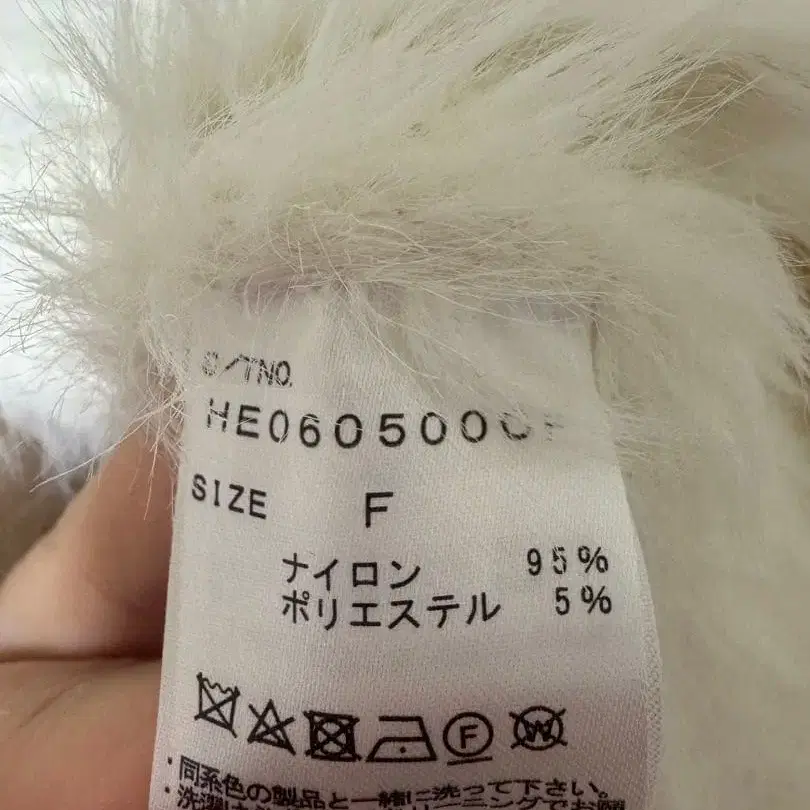 S/TNO.
HE060500
SIZE F
ナイロン 95%
ポリエステル 5%
F W
・同系色の製品と一緒に洗って下さい。